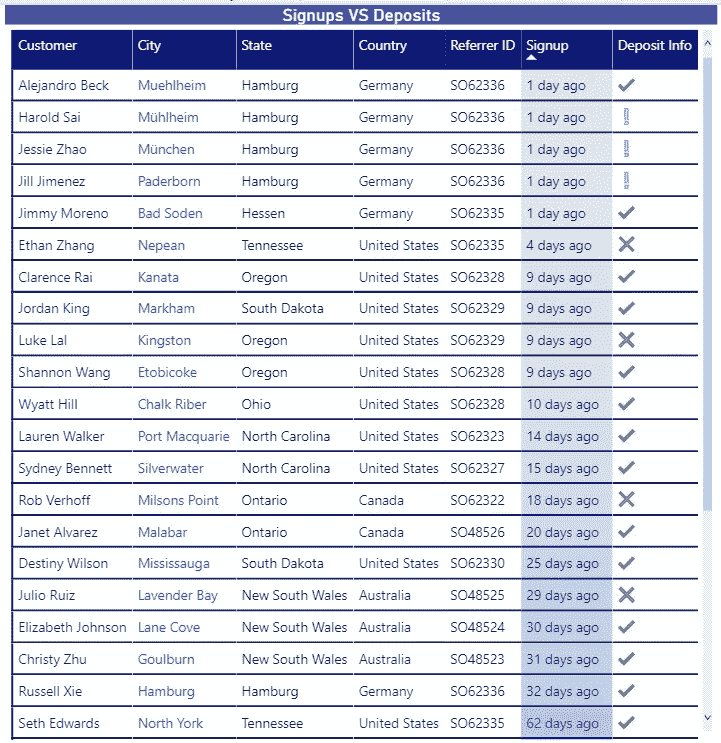 Signups VS Deposits
Customer City State Country Referrer ID Signup Deposit Info
Alejandro Beck Muehlheim Hamburg Germany SO62336 1 day ago
Harold Sai Mühlheim Hamburg Germany SO62336 1 day ago
Jessie Zhao München Hamburg Germany SO62336 1 day ago
Jill Jimenez Paderborn Hamburg Germany SO62336 1 day ago
Jimmy Moreno Bad Soden Hessen Germany SO62335 1 day ago
Ethan Zhang Nepean Tennessee United States SO62335 4 days ago
Clarence Rai Kanata Oregon United States SO62328 9 days ago
Jordan King Markham South Dakota United States SO62329 9 days ago
Luke Lal Kingston Oregon United States SO62329 9 days ago
Shannon Wang Etobicoke Oregon United States SO62328 9 days ago
Wyatt Hill Chalk Riber Ohio United States SO62328 10 days ago
Lauren Walker Port Macquarie North Carolina United States SO62323 14 days ago
Sydney Bennett Silverwater North Carolina United States SO62327 15 days ago
Rob Verhoff Milsons Point Ontario Canada SO62322 18 days ago
Janet Alvarez Malabar Ontario Canada SO48526 20 days ago
Destiny Wilson Mississauga South Dakota United States SO62330 25 days ago
Julio Ruiz Lavender Bay New South Wales Australia SO48525 29 days ago
Elizabeth Johnson Lane Cove New South Wales Australia SO48524 30 days ago
Christy Zhu Goulburn New South Wales Australia SO48523 31 days ago
Russell Xie Hamburg Hamburg Germany SO62336 32 days ago
Seth Edwards North York Tennessee United States SO62335 62 days ago